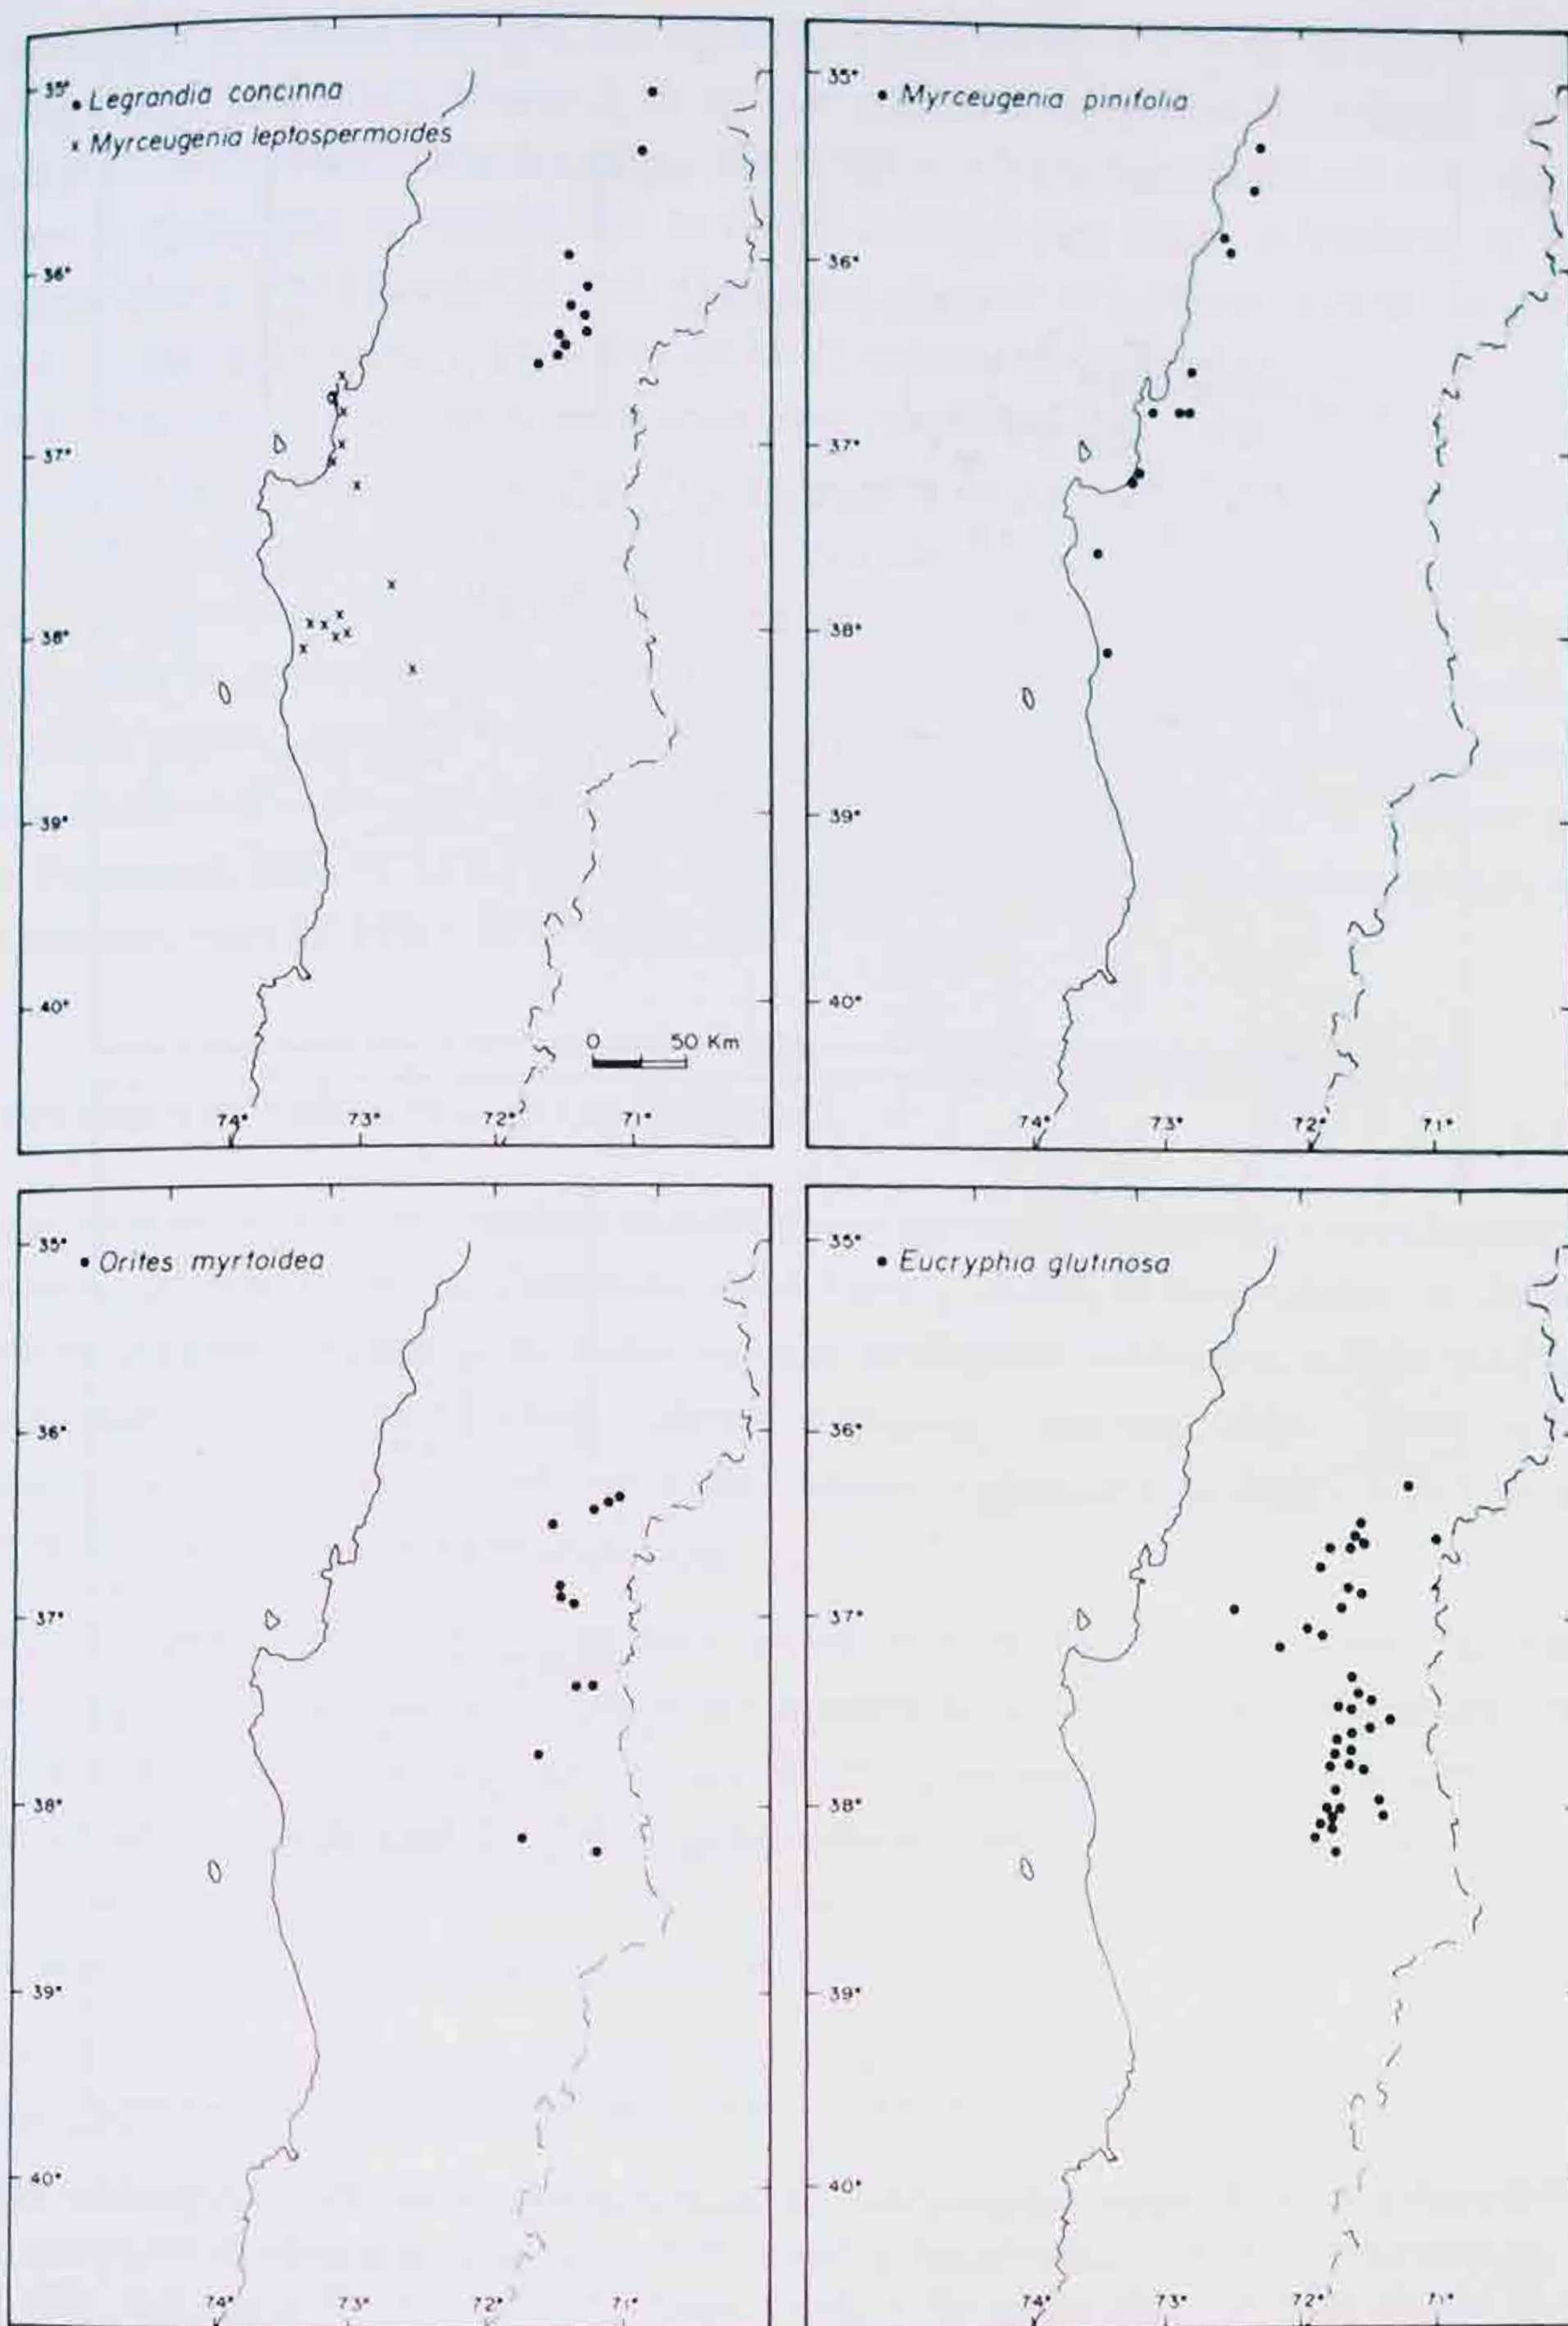 35°
• Legrandia concinna
x Myrceugenia leptospermoides
36°
37°
38°
39°
40°
0 50 Km
74° 73° 72° 71°
35°
• Myrceugenia pinifolia
36°
37°
38°
39°
40°
74° 73° 72° 71°
35°
• Orites myrtoidea
36°
37°
38°
39°
40°
74° 73° 72° 71°
35°
• Eucryphia glutinosa
36°
37°
38°
39°
40°
74° 73° 72° 71°